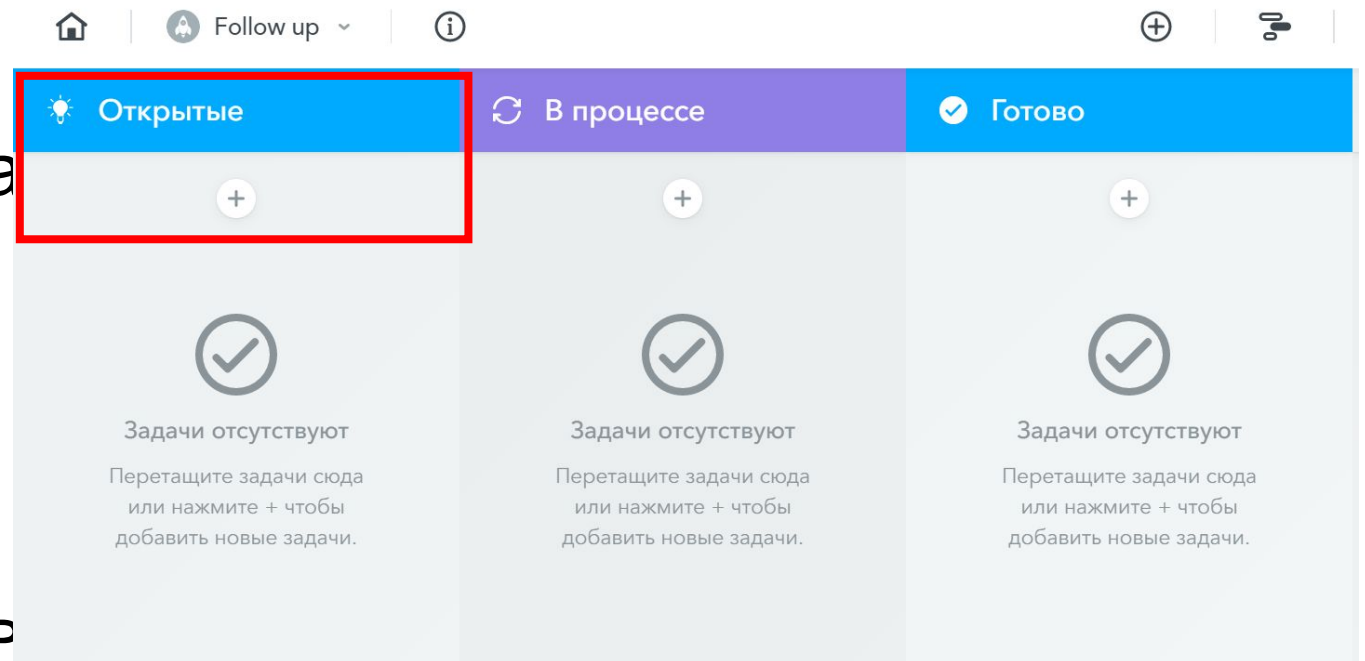 Follow up
Открытые
В процессе
Готово
Задачи отсутствуют
Перетащите задачи сюда
или нажмите + чтобы
добавить новые задачи.
Задачи отсутствуют
Перетащите задачи сюда
или нажмите + чтобы
добавить новые задачи.
Задачи отсутствуют
Перетащите задачи сюда
или нажмите + чтобы
добавить новые задачи.